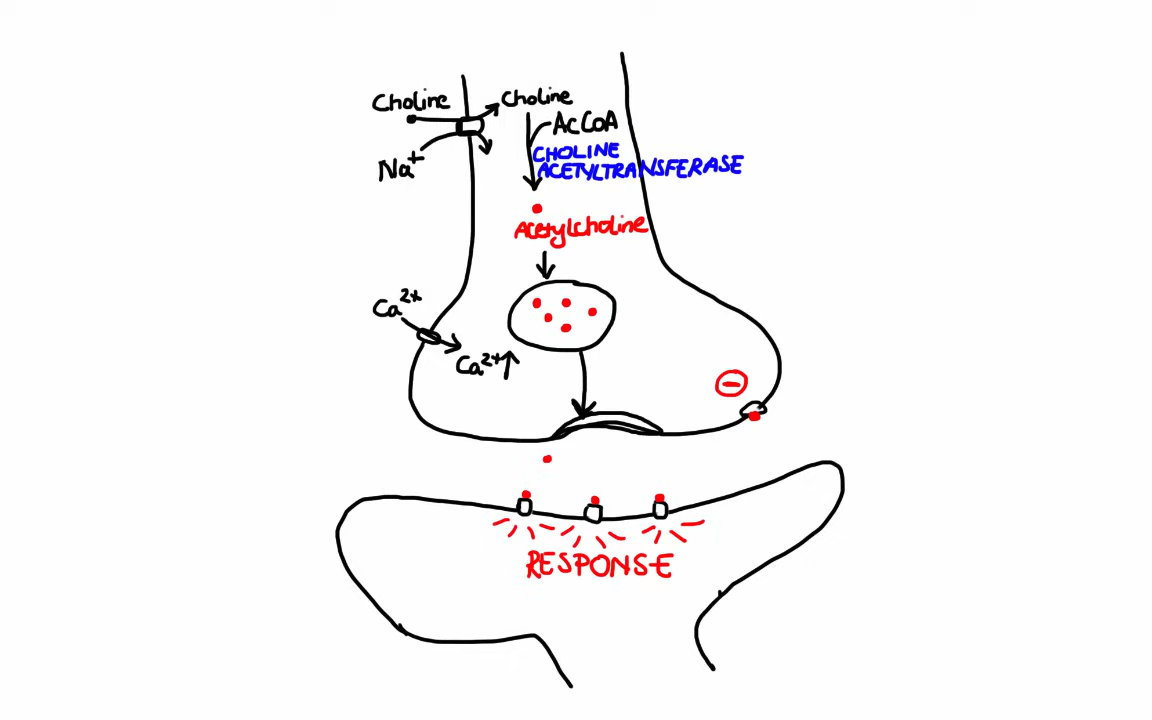 Choline
Choline
AcCoA
Na⁺
CHOLINE
ACETYLTRANSFERASE
Acetylcholine
Ca²⁺
Ca²⁺↑
−
RESPONSE